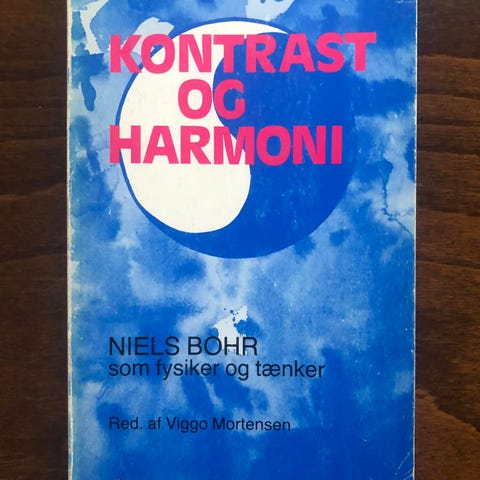 KONTRAST
OG
HARMONI
NIELS BOHR
som fysiker og tænker
Red. af Viggo Mortensen